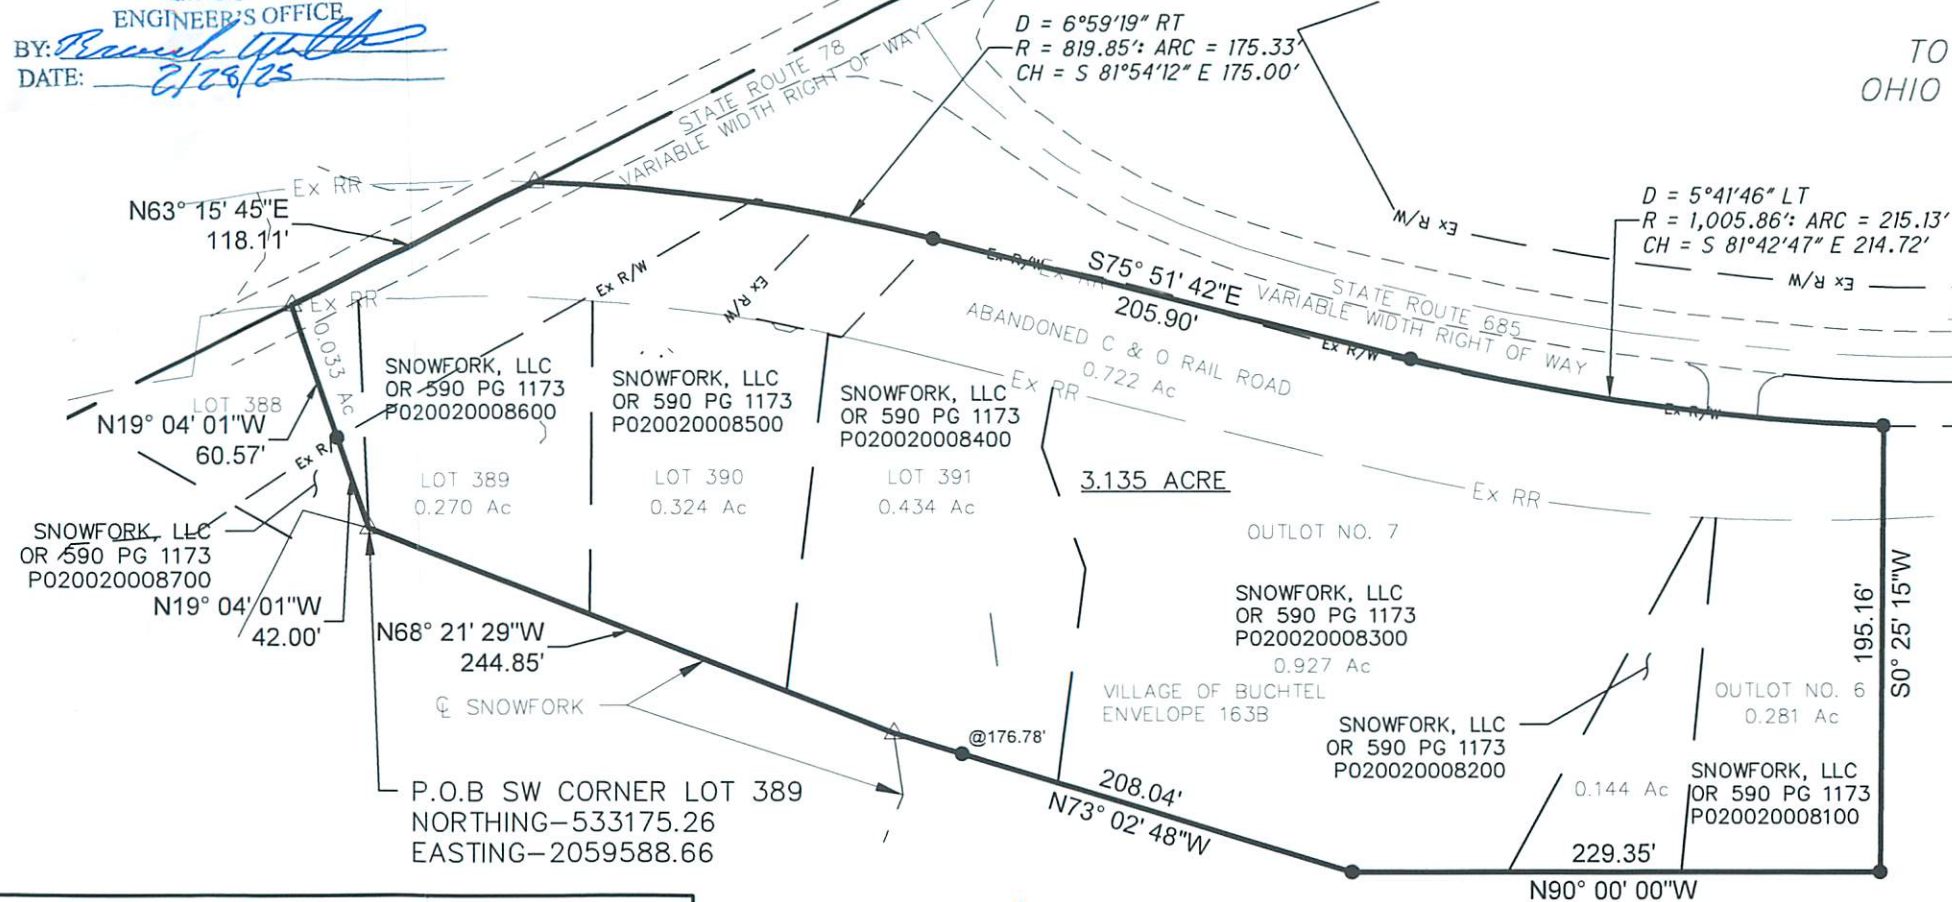 ENGINEER'S OFFICE
BY:
DATE: 2/28/25
D = 6°59'19" RT
R = 819.85': ARC = 175.33'
CH = S 81°54'12" E 175.00'
TO
OHIO
STATE ROUTE 78
VARIABLE WIDTH RIGHT OF WAY
Ex RR
N63° 15' 45"E
118.11'
Ex R/W
D = 5°41'46" LT
R = 1,005.86': ARC = 215.13'
CH = S 81°42'47" E 214.72'
Ex R/W
Ex R/W
Ex R/W
Ex R/W
Ex RR
S75° 51' 42"E
205.90'
STATE ROUTE 685
VARIABLE WIDTH RIGHT OF WAY
Ex R/W
Ex RR
0.033 Ac
ABANDONED C & O RAIL ROAD
0.722 Ac
Ex R/W
Ex R/W
LOT 388
N19° 04' 01"W
60.57'
Ex R/
SNOWFORK, LLC
OR 590 PG 1173
P020020008600
SNOWFORK, LLC
OR 590 PG 1173
P020020008500
SNOWFORK, LLC
OR 590 PG 1173
P020020008400
Ex RR
LOT 389
0.270 Ac
LOT 390
0.324 Ac
LOT 391
0.434 Ac
3.135 ACRE
Ex RR
OUTLOT NO. 7
SNOWFORK, LLC
OR 590 PG 1173
P020020008700
N19° 04' 01"W
42.00'
SNOWFORK, LLC
OR 590 PG 1173
P020020008300
0.927 Ac
195.16'
S0° 25' 15"W
N68° 21' 29"W
244.85'
℄ SNOWFORK
VILLAGE OF BUCHTEL
ENVELOPE 163B
OUTLOT NO. 6
0.281 Ac
@176.78'
SNOWFORK, LLC
OR 590 PG 1173
P020020008200
P.O.B SW CORNER LOT 389
NORTHING-533175.26
EASTING-2059588.66
208.04'
N73° 02' 48"W
0.144 Ac
SNOWFORK, LLC
OR 590 PG 1173
P020020008100
229.35'
N90° 00' 00"W